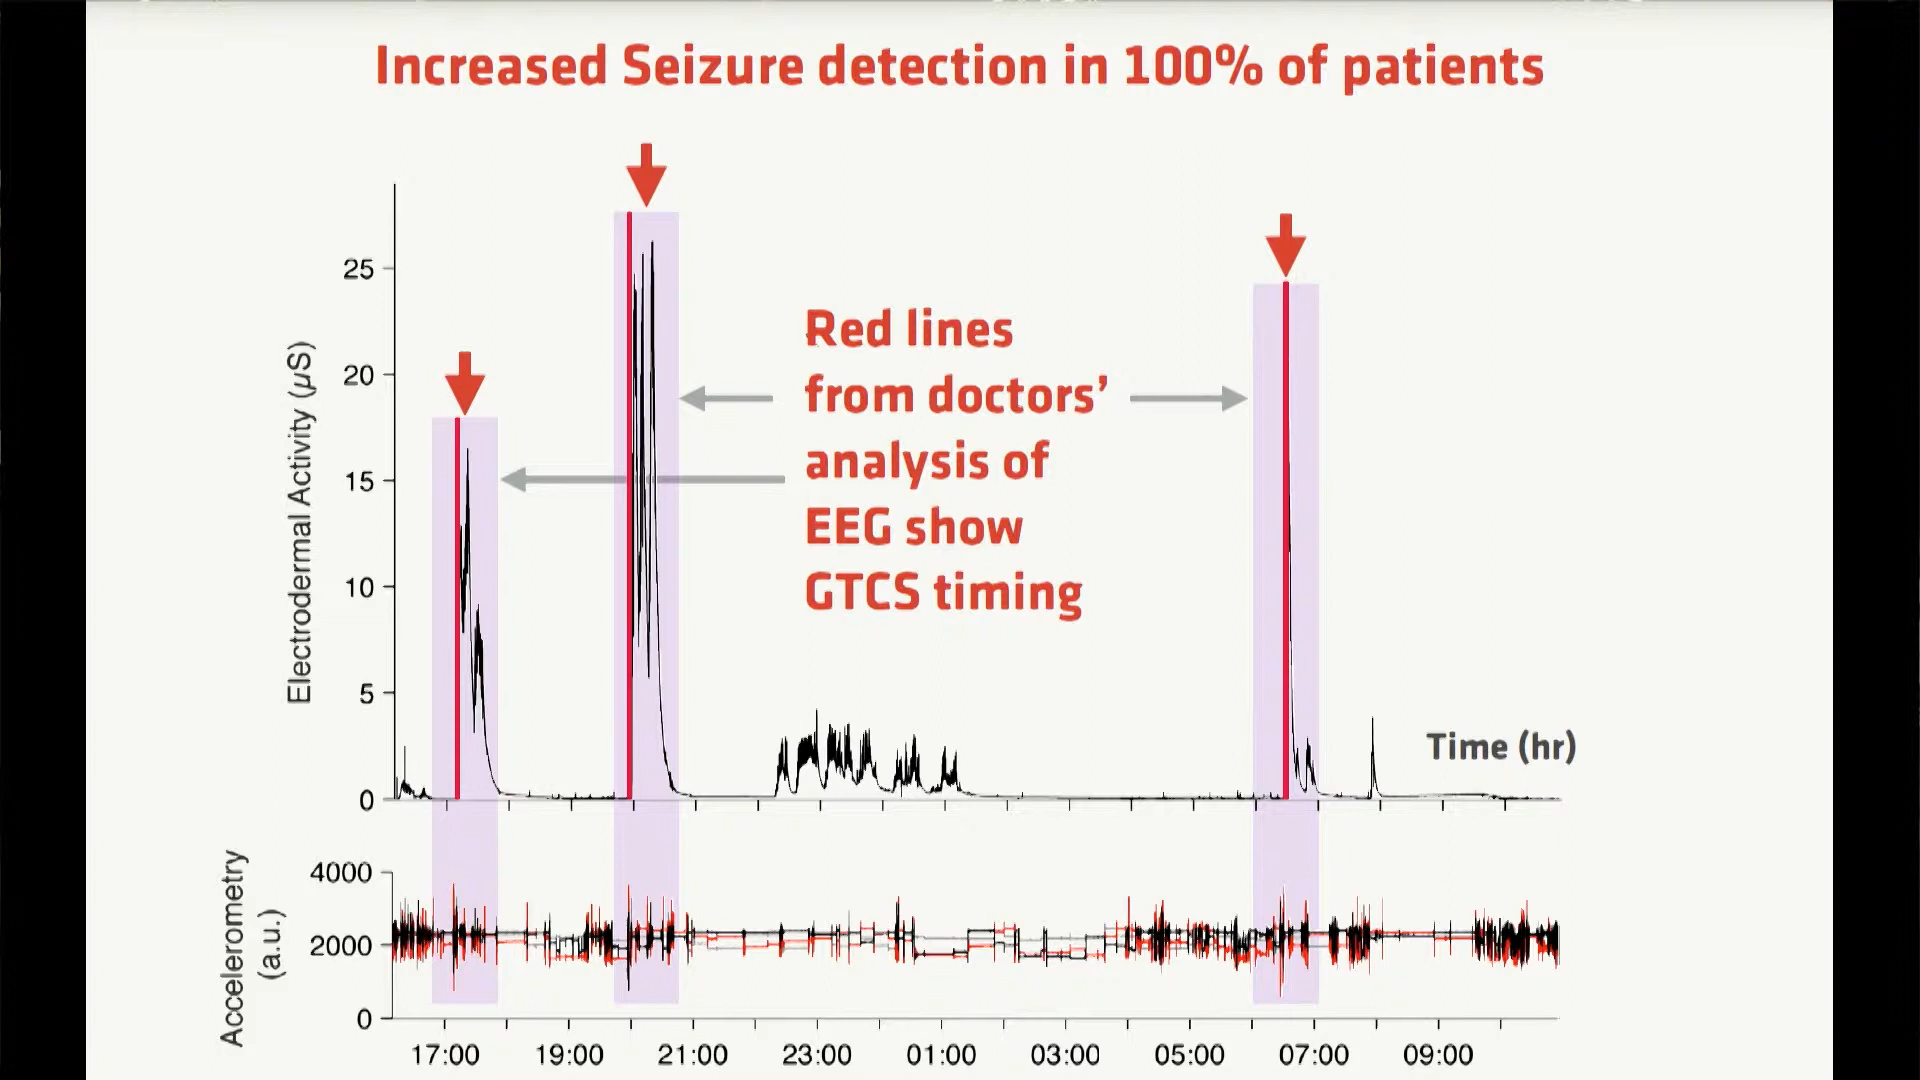 Increased Seizure detection in 100% of patients
Electrodermal Activity (µS)
25
20
15
10
5
0
Red lines
from doctors’
analysis of
EEG show
GTCS timing
Time (hr)
Accelerometry
(a.u.)
4000
2000
0
17:00 19:00 21:00 23:00 01:00 03:00 05:00 07:00 09:00